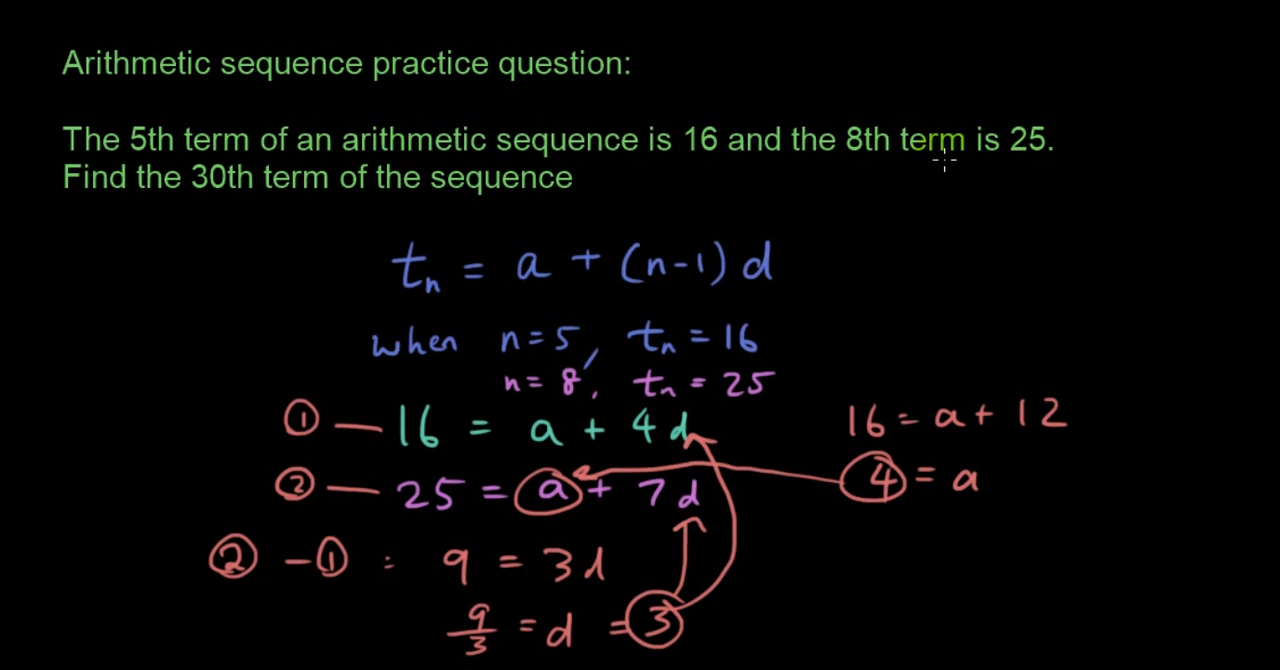 Arithmetic sequence practice question:
The 5th term of an arithmetic sequence is 16 and the 8th term is 25.
Find the 30th term of the sequence
tₙ = a + (n-1) d
when n=5, tₙ = 16
n= 8, tₙ = 25
① — 16 = a + 4d
② — 25 = a + 7d
② - ① : 9 = 3d
9/3 = d = 3
16 = a + 12
4 = a